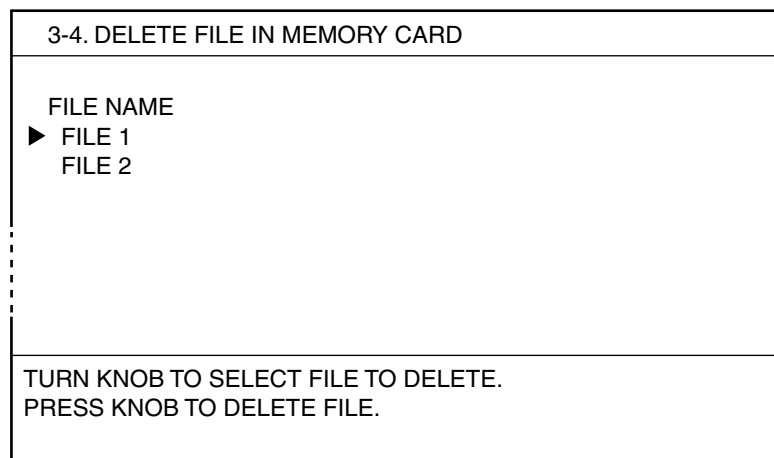 3-4. DELETE FILE IN MEMORY CARD
FILE NAME
▶ FILE 1
FILE 2
TURN KNOB TO SELECT FILE TO DELETE.
PRESS KNOB TO DELETE FILE.